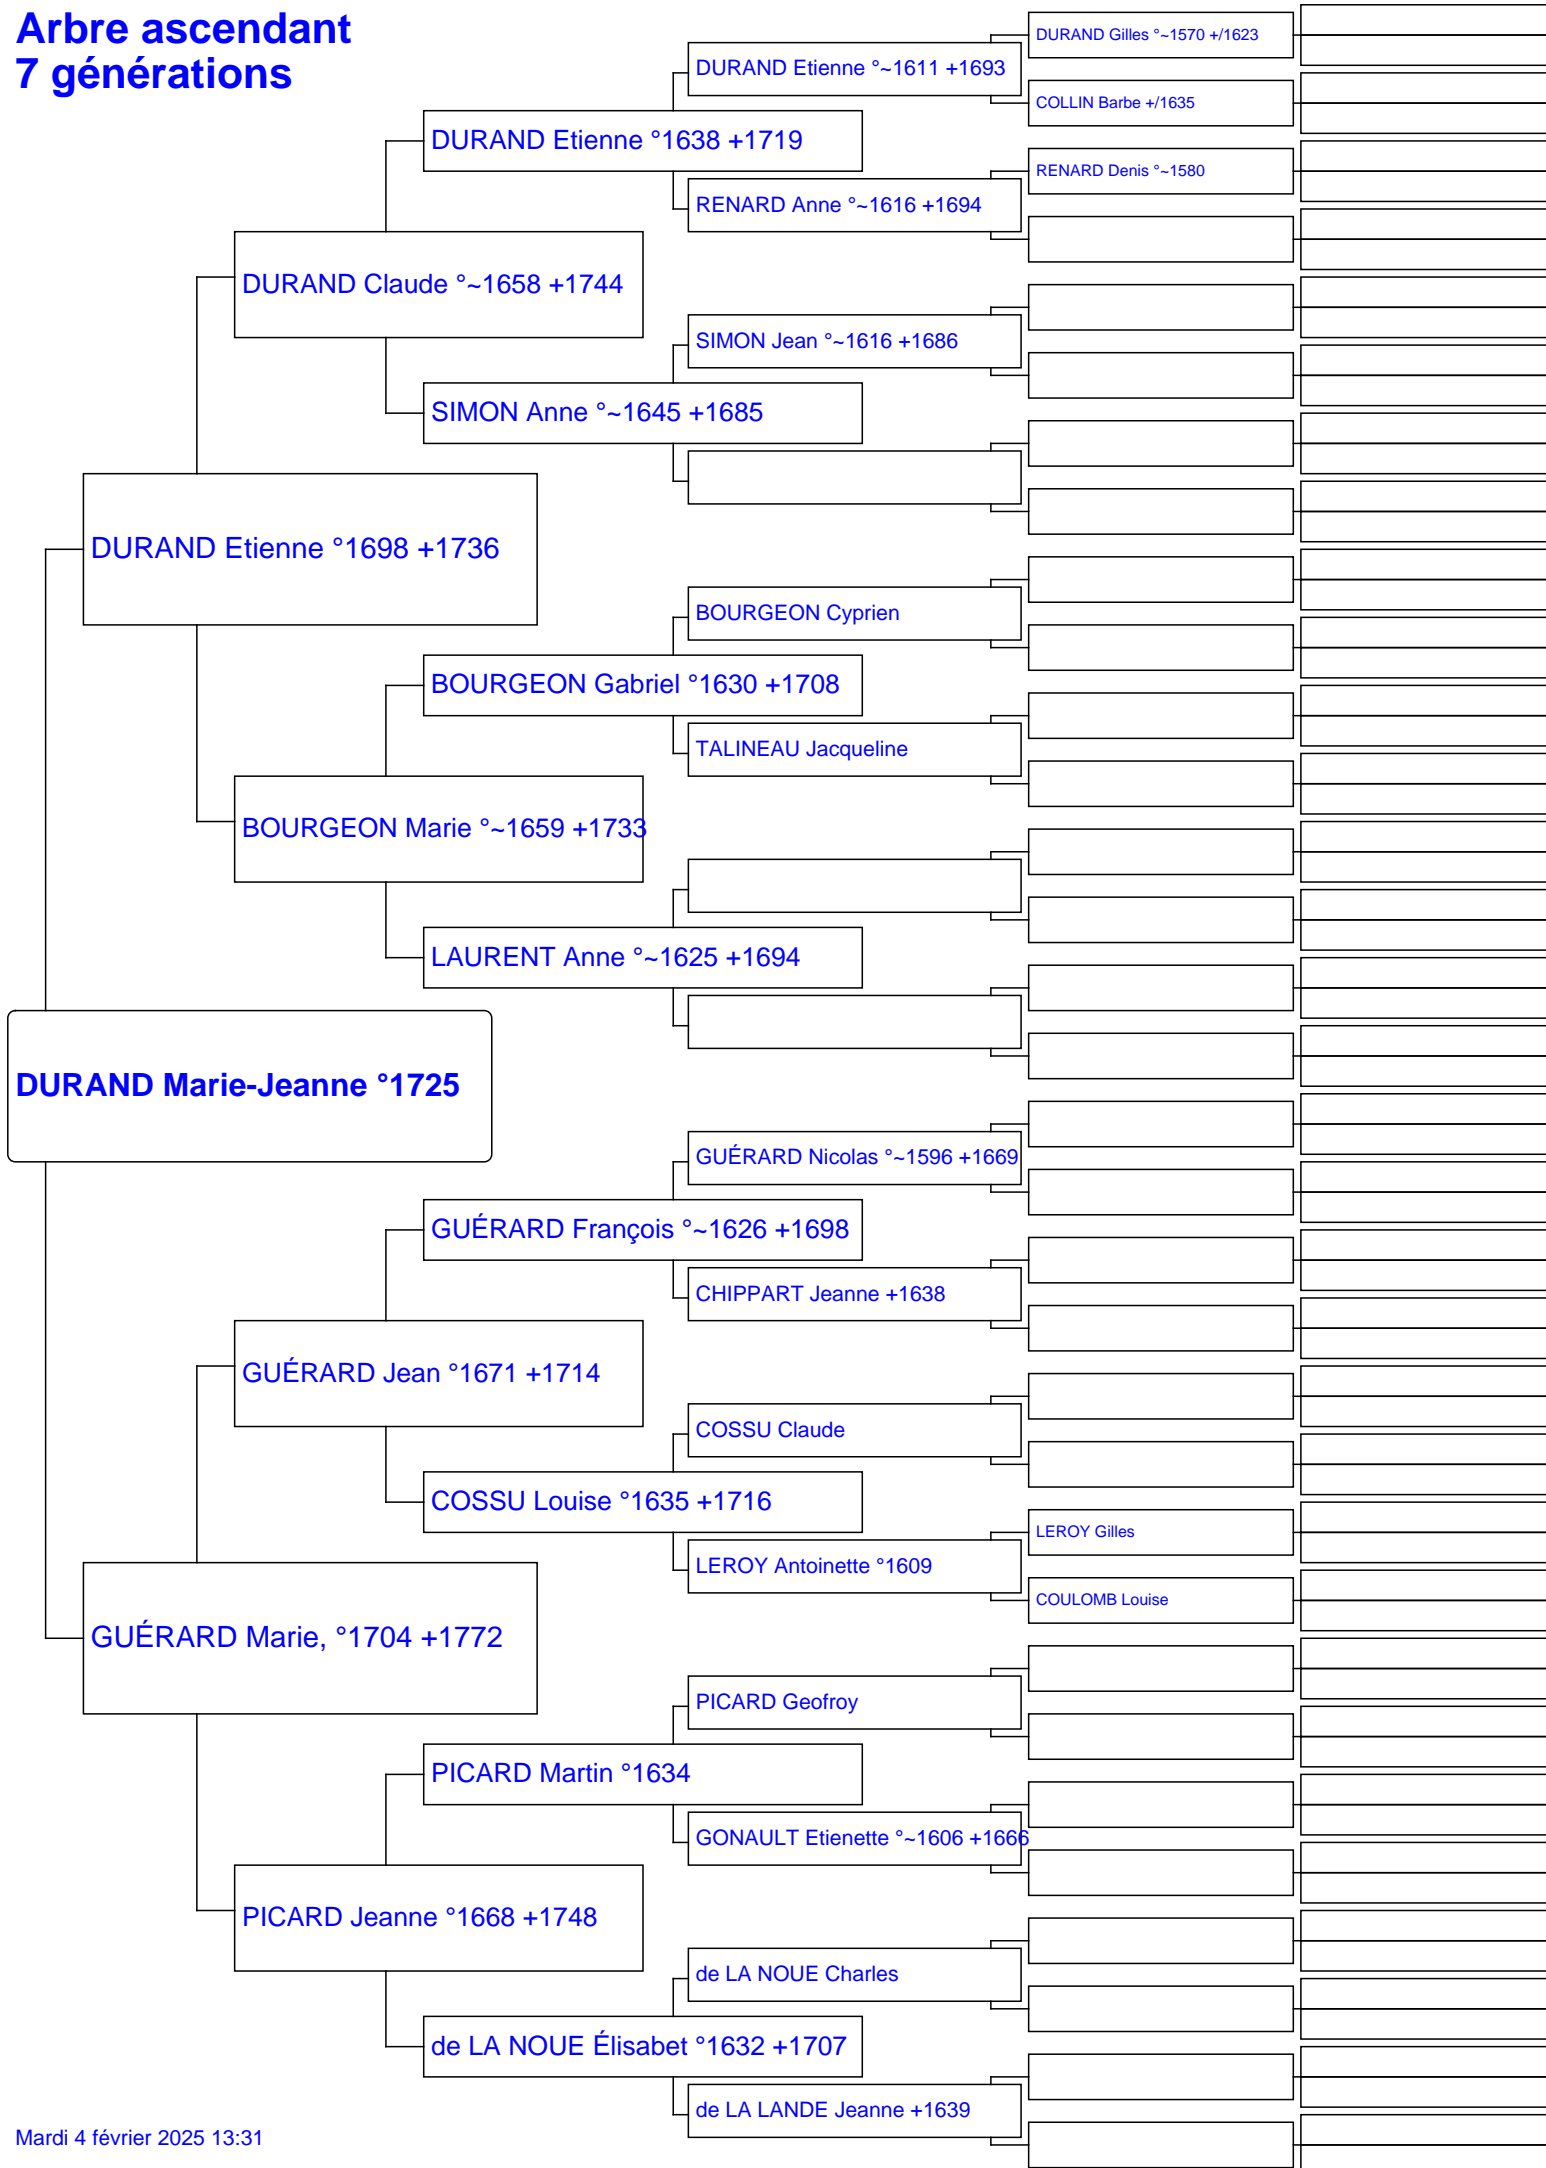 Arbre ascendant
7 générations
DURAND Gilles °~1570 +/1623
DURAND Etienne °~1611 +1693
COLLIN Barbe +/1635
DURAND Etienne °1638 +1719
RENARD Denis °~1580
RENARD Anne °~1616 +1694
DURAND Claude °~1658 +1744
SIMON Jean °~1616 +1686
SIMON Anne °~1645 +1685
DURAND Etienne °1698 +1736
BOURGEON Cyprien
BOURGEON Gabriel °1630 +1708
TALINEAU Jacqueline
BOURGEON Marie °~1659 +1733
LAURENT Anne °~1625 +1694
DURAND Marie-Jeanne °1725
GUÉRARD Nicolas °~1596 +1669
GUÉRARD François °~1626 +1698
CHIPPART Jeanne +1638
GUÉRARD Jean °1671 +1714
COSSU Claude
COSSU Louise °1635 +1716
LEROY Gilles
LEROY Antoinette °1609
COULOMB Louise
GUÉRARD Marie, °1704 +1772
PICARD Geofroy
PICARD Martin °1634
GONAULT Etienette °~1606 +1666
PICARD Jeanne °1668 +1748
de LA NOUE Charles
de LA NOUE Élisabet °1632 +1707
de LA LANDE Jeanne +1639
Mardi 4 février 2025 13:31